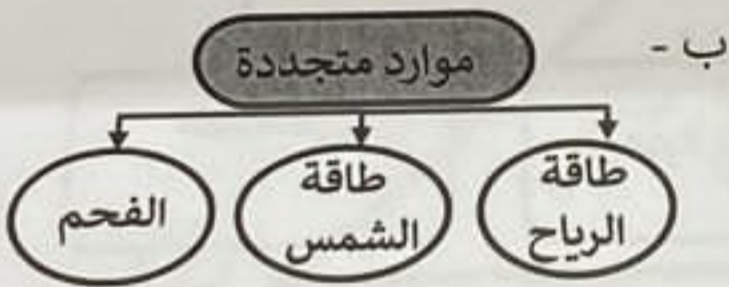 ب -
موارد متجددة
طاقة
الرياح
طاقة
الشمس
الفحم